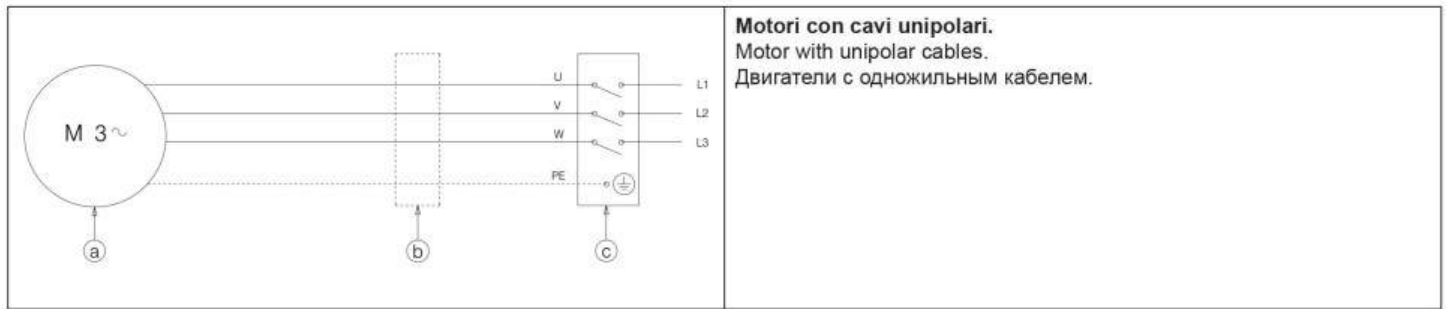 M 3~
U
V
W
PE
L1
L2
L3
a
b
c
Motori con cavi unipolari.
Motor with unipolar cables.
Двигатели с одножильным кабелем.